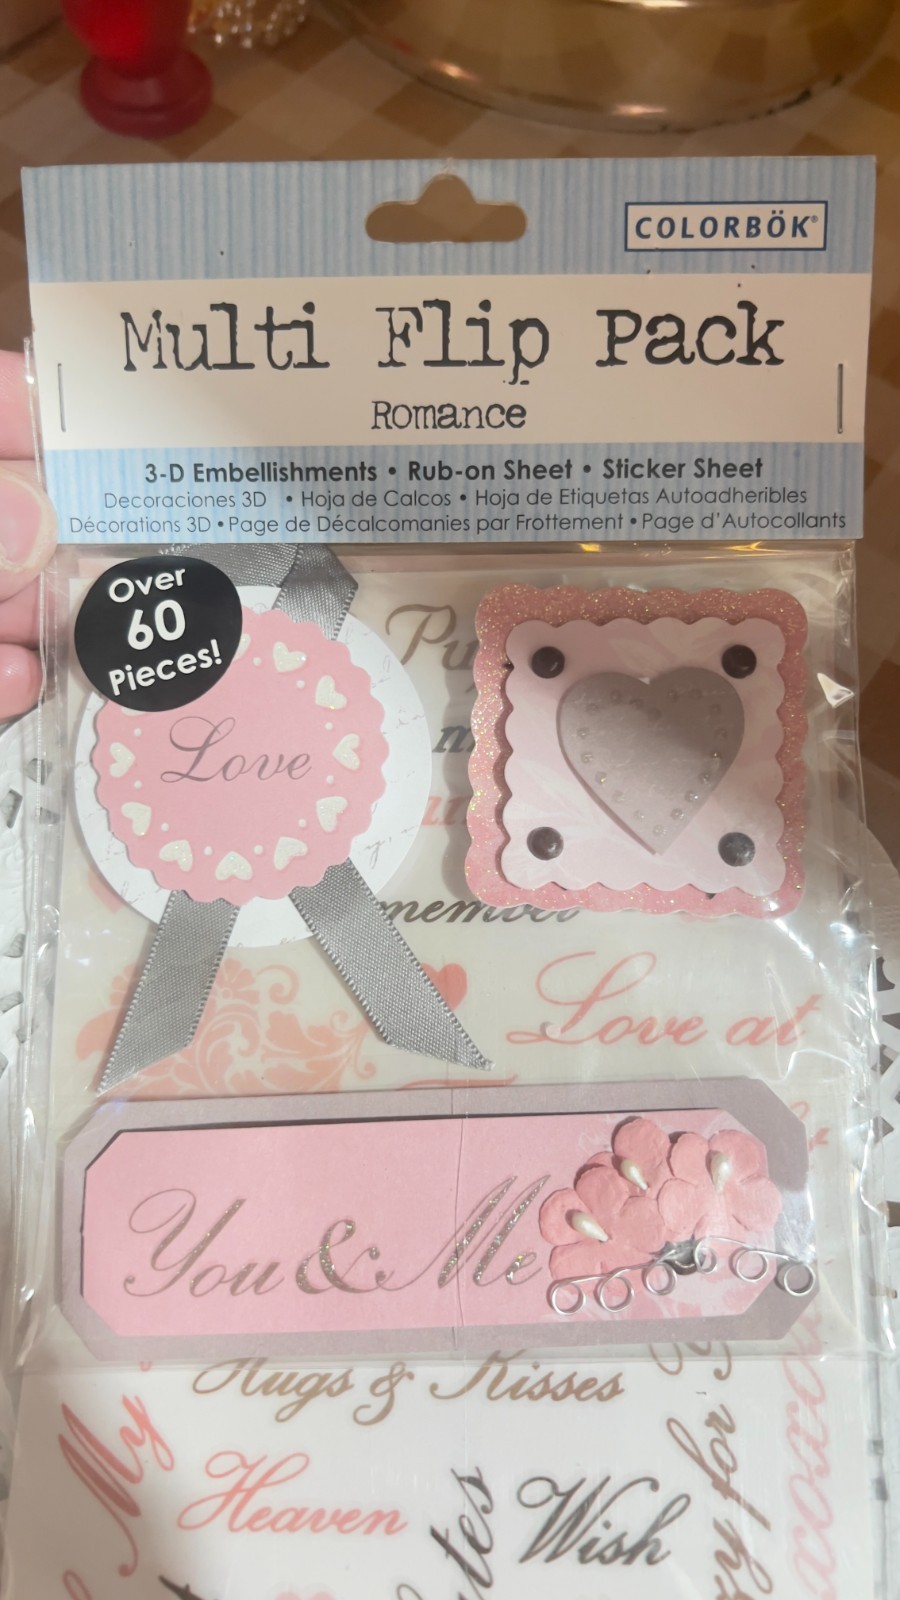 COLORBÖK®
Multi Flip Pack
Romance
3-D Embellishments • Rub-on Sheet • Sticker Sheet
Decoraciones 3D • Hoja de Calcos • Hoja de Etiquetas Autoadheribles
Décorations 3D • Page de Décalcomanies par Frottement • Page d'Autocollants
Over
60
Pieces!
Love
Love at
You & Me
Hugs & Kisses
My
Heaven
Wish
for